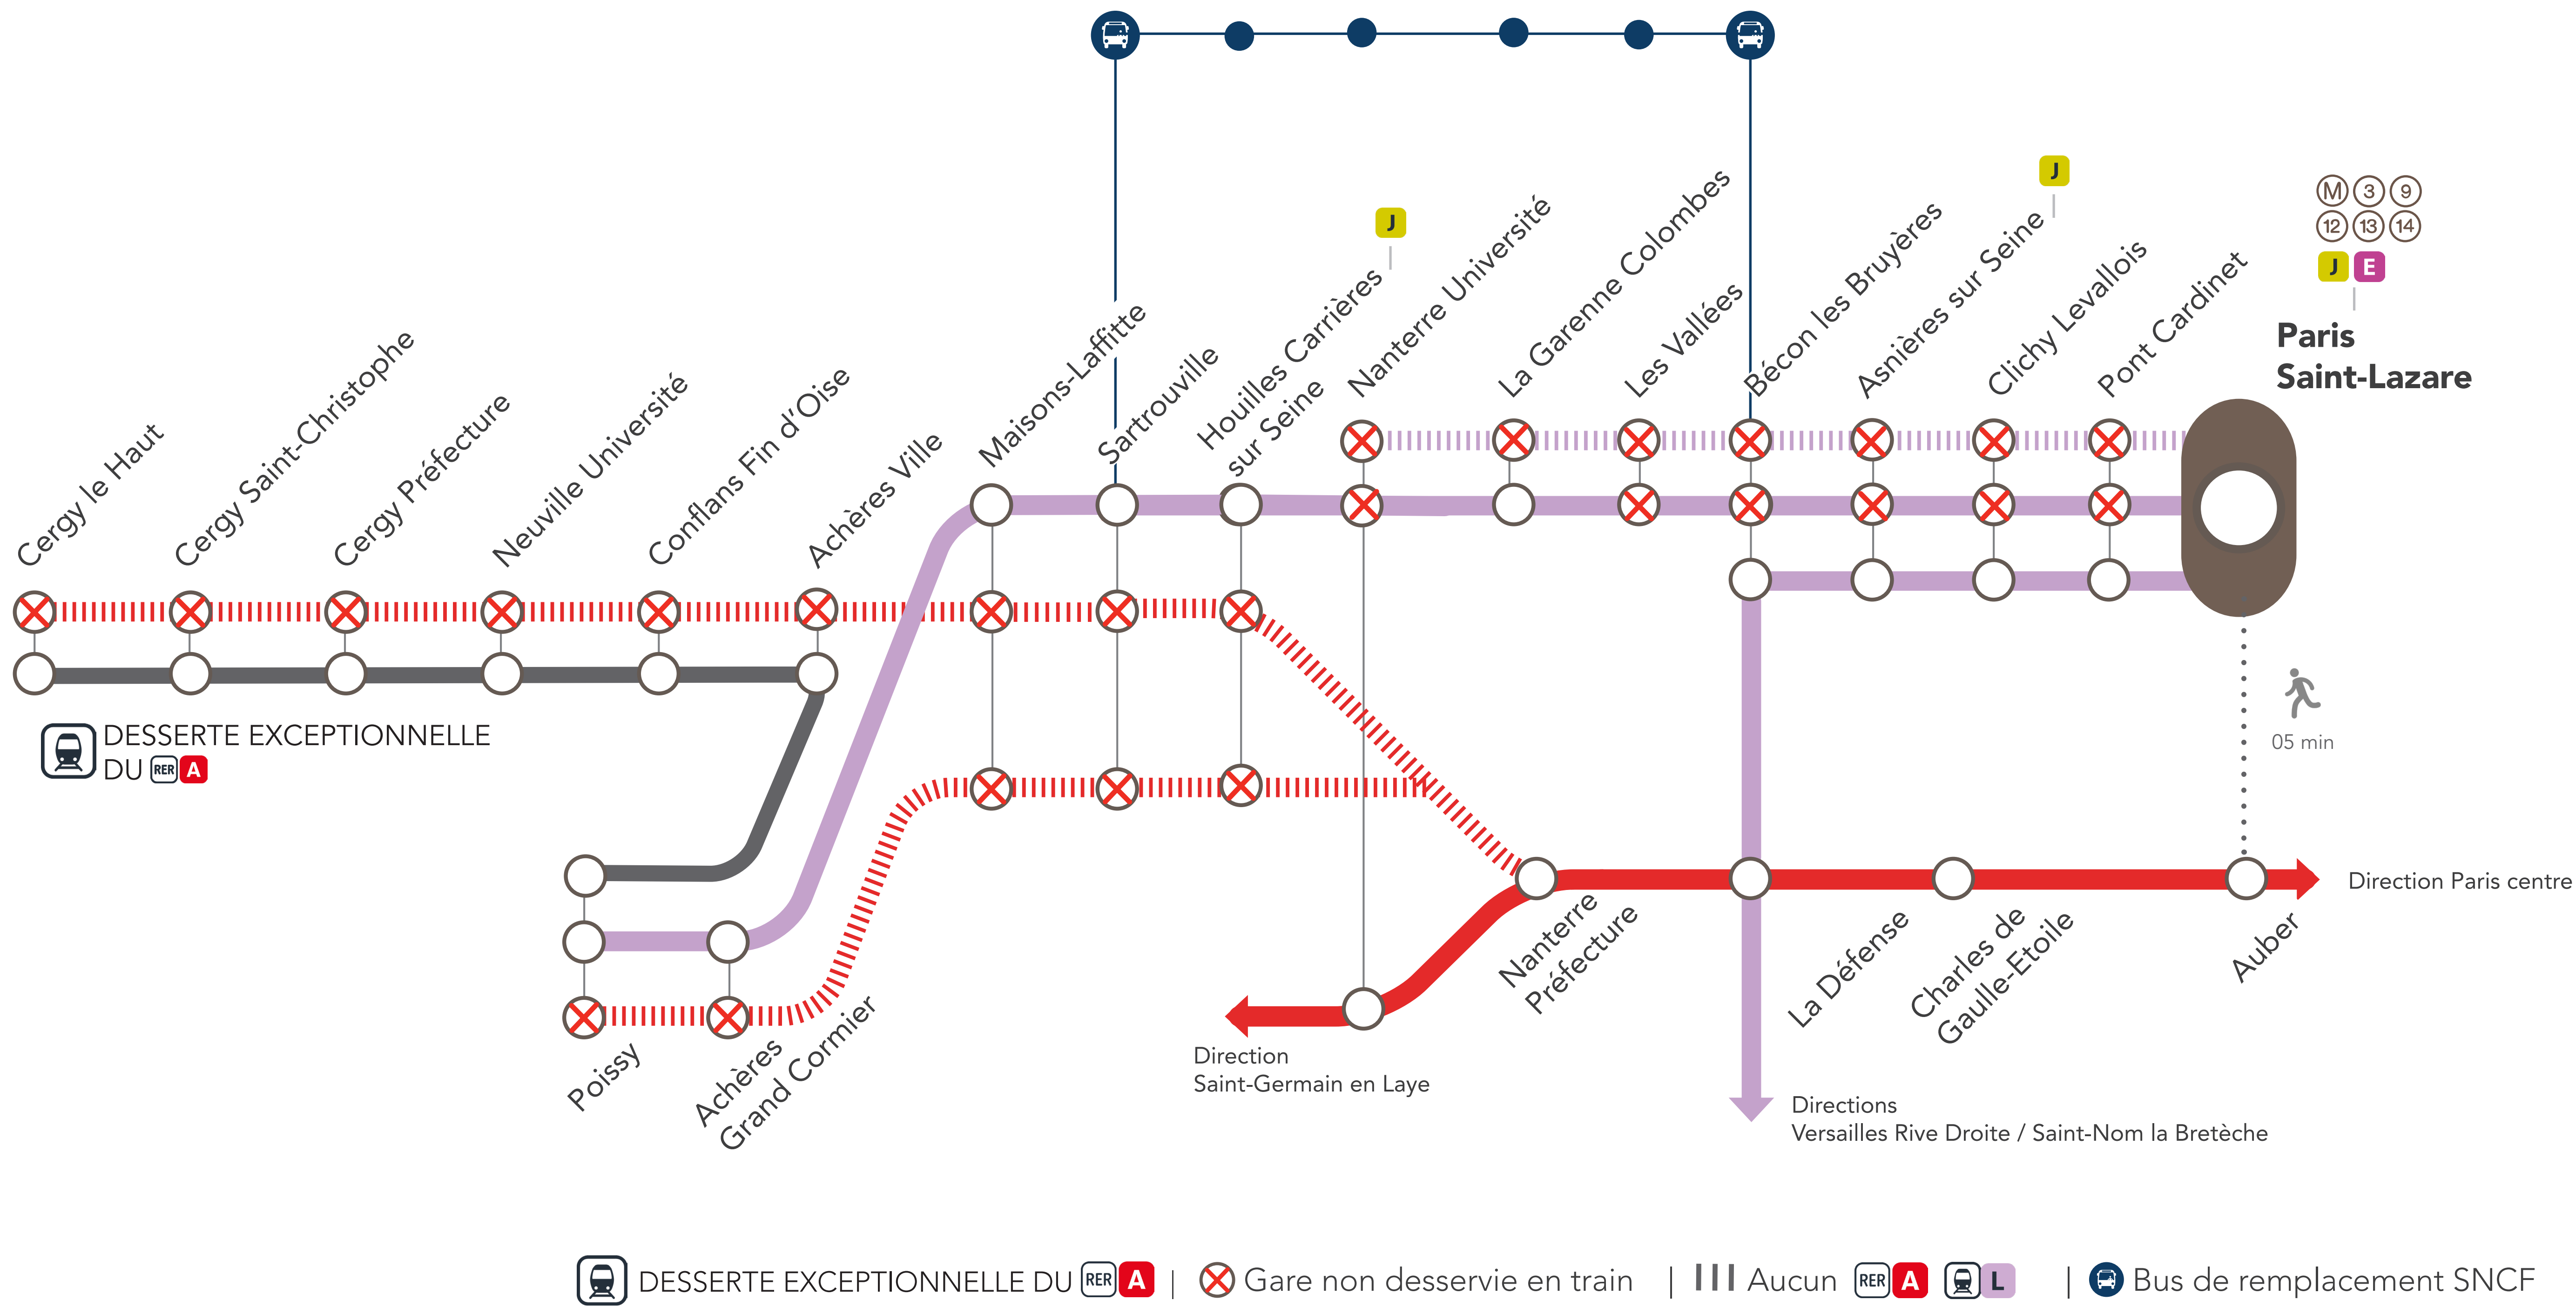 J
J
M 3 9
12 13 14
J E
Paris
Saint-Lazare
Cergy le Haut
Cergy Saint-Christophe
Cergy Préfecture
Neuville Université
Conflans Fin d'Oise
Achères Ville
Maisons-Laffitte
Sartrouville
Houilles Carrières
sur Seine
Nanterre Université
La Garenne Colombes
Les Vallées
Bécon les Bruyères
Asnières sur Seine
Clichy Levallois
Pont Cardinet
DESSERTE EXCEPTIONNELLE
DU RER A
05 min
Direction Paris centre
Nanterre
Préfecture
La Défense
Charles de
Gaulle-Etoile
Auber
Poissy
Achères
Grand Cormier
Direction
Saint-Germain en Laye
Directions
Versailles Rive Droite / Saint-Nom la Bretèche
DESSERTE EXCEPTIONNELLE DU RER A | Gare non desservie en train | Aucun RER A L | Bus de remplacement SNCF